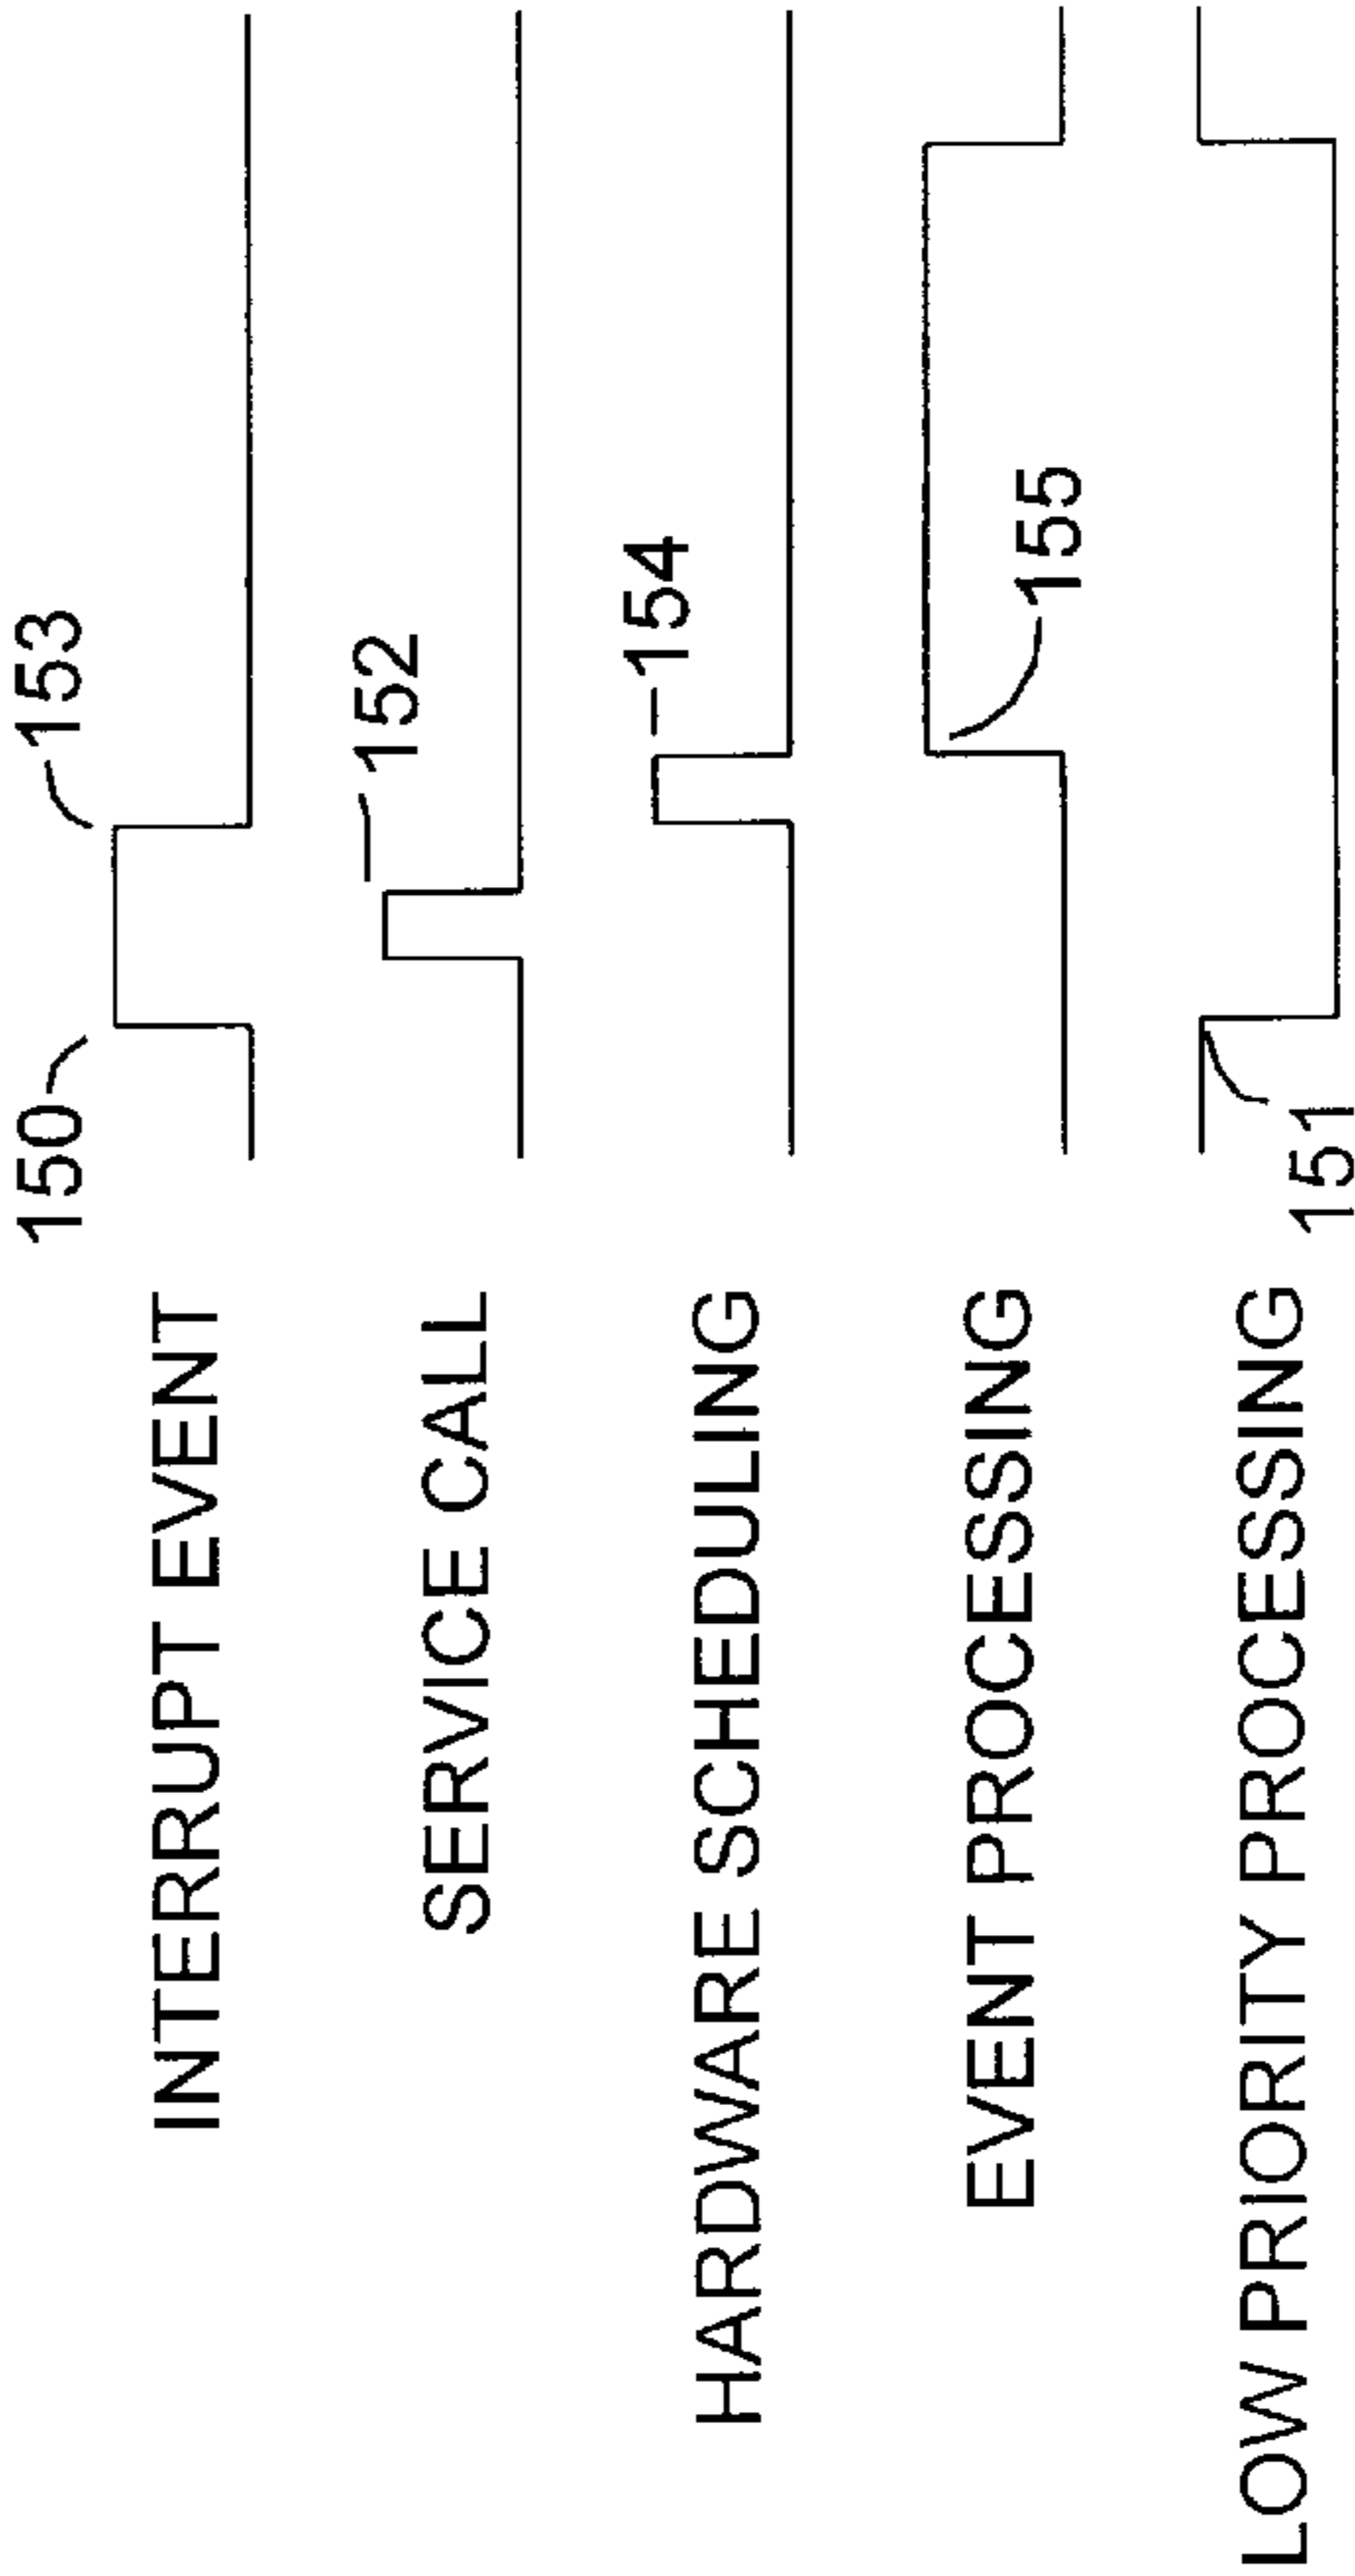 150
153
INTERRUPT EVENT
152
SERVICE CALL
154
HARDWARE SCHEDULING
155
EVENT PROCESSING
LOW PRIORITY PROCESSING
151